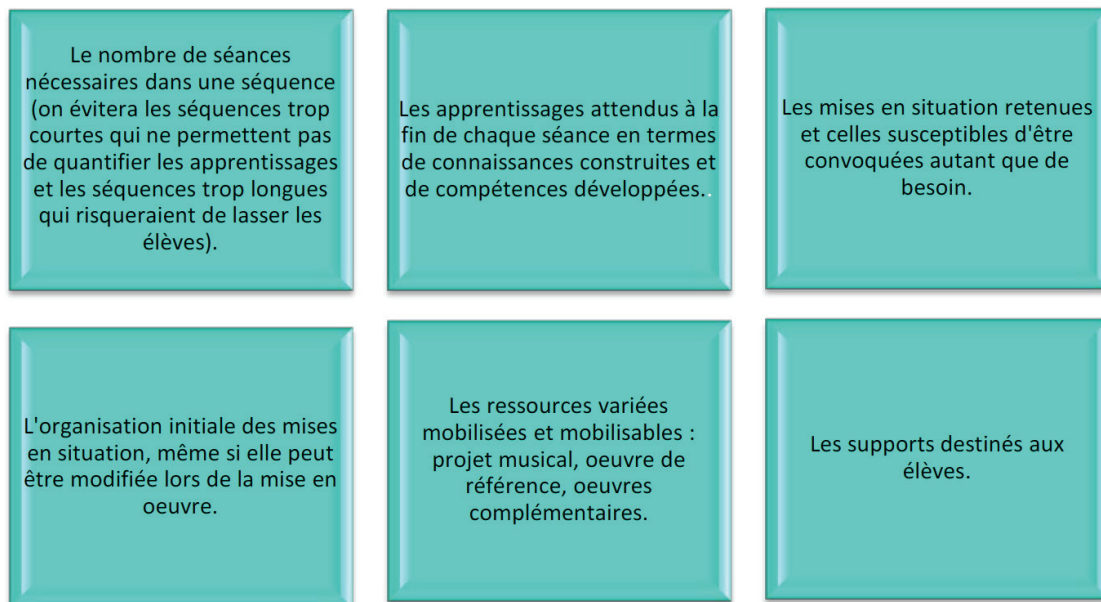 Le nombre de séances
nécessaires dans une séquence
(on évitera les séquences trop
courtes qui ne permettent pas
de quantifier les apprentissages
et les séquences trop longues
qui risqueraient de lasser les
élèves).
Les apprentissages attendus à la
fin de chaque séance en termes
de connaissances construites et
de compétences développées..
Les mises en situation retenues
et celles susceptibles d'être
convoquées autant que de
besoin.
L'organisation initiale des mises
en situation, même si elle peut
être modifiée lors de la mise en
oeuvre.
Les ressources variées
mobilisées et mobilisables :
projet musical, oeuvre de
référence, oeuvres
complémentaires.
Les supports destinés aux
élèves.